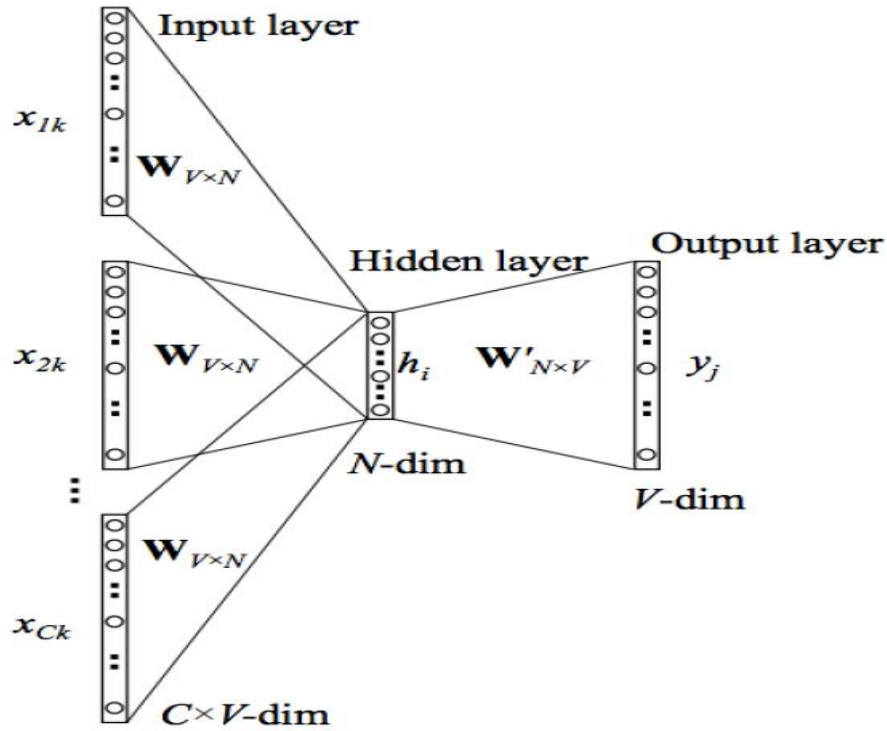 Input layer
x1k
WV×N
Hidden layer
Output layer
x2k
WV×N
hi
W'N×V
yj
N-dim
V-dim
WV×N
xCk
C×V-dim